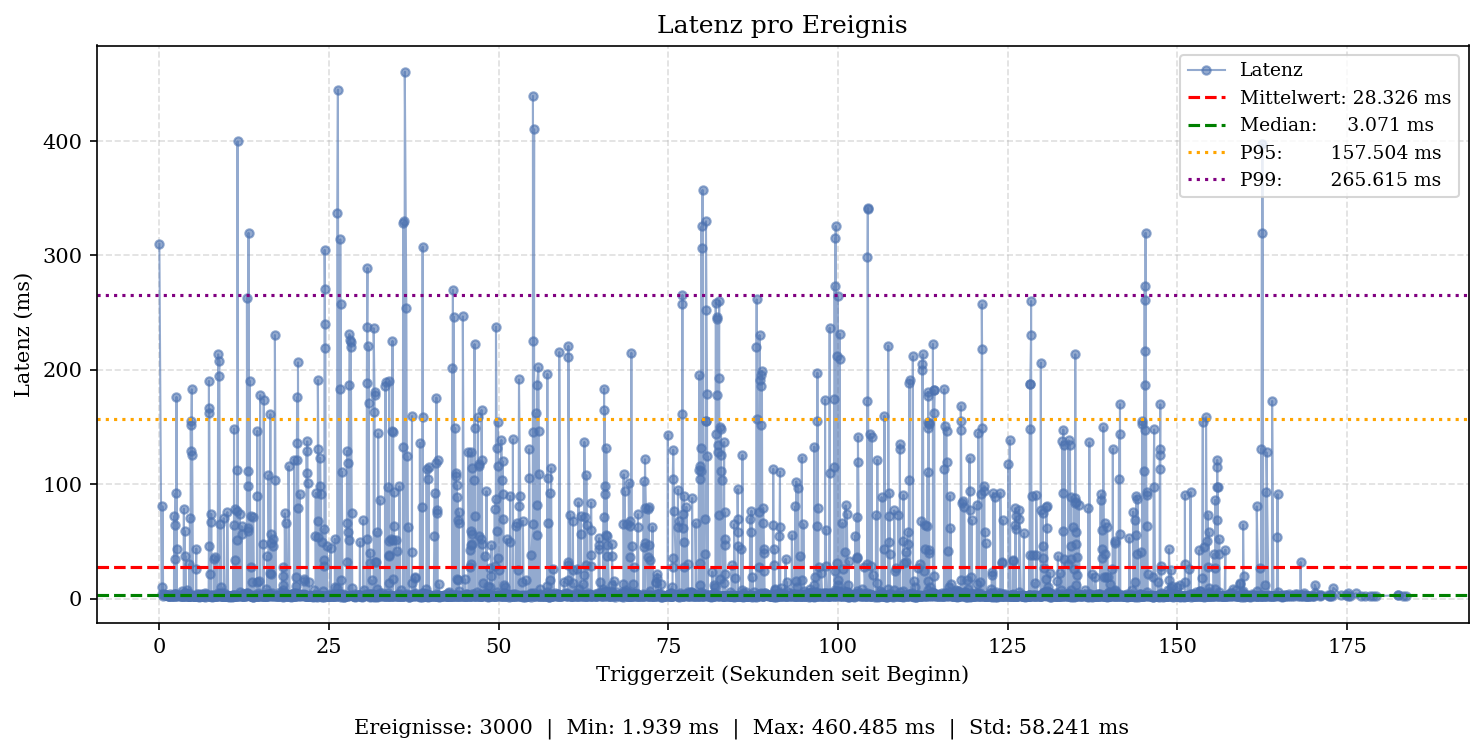 Latenz pro Ereignis
Latenz (ms)
400
300
200
100
0
Latenz
Mittelwert: 28.326 ms
Median: 3.071 ms
P95: 157.504 ms
P99: 265.615 ms
0 25 50 75 100 125 150 175
Triggerzeit (Sekunden seit Beginn)
Ereignisse: 3000 | Min: 1.939 ms | Max: 460.485 ms | Std: 58.241 ms